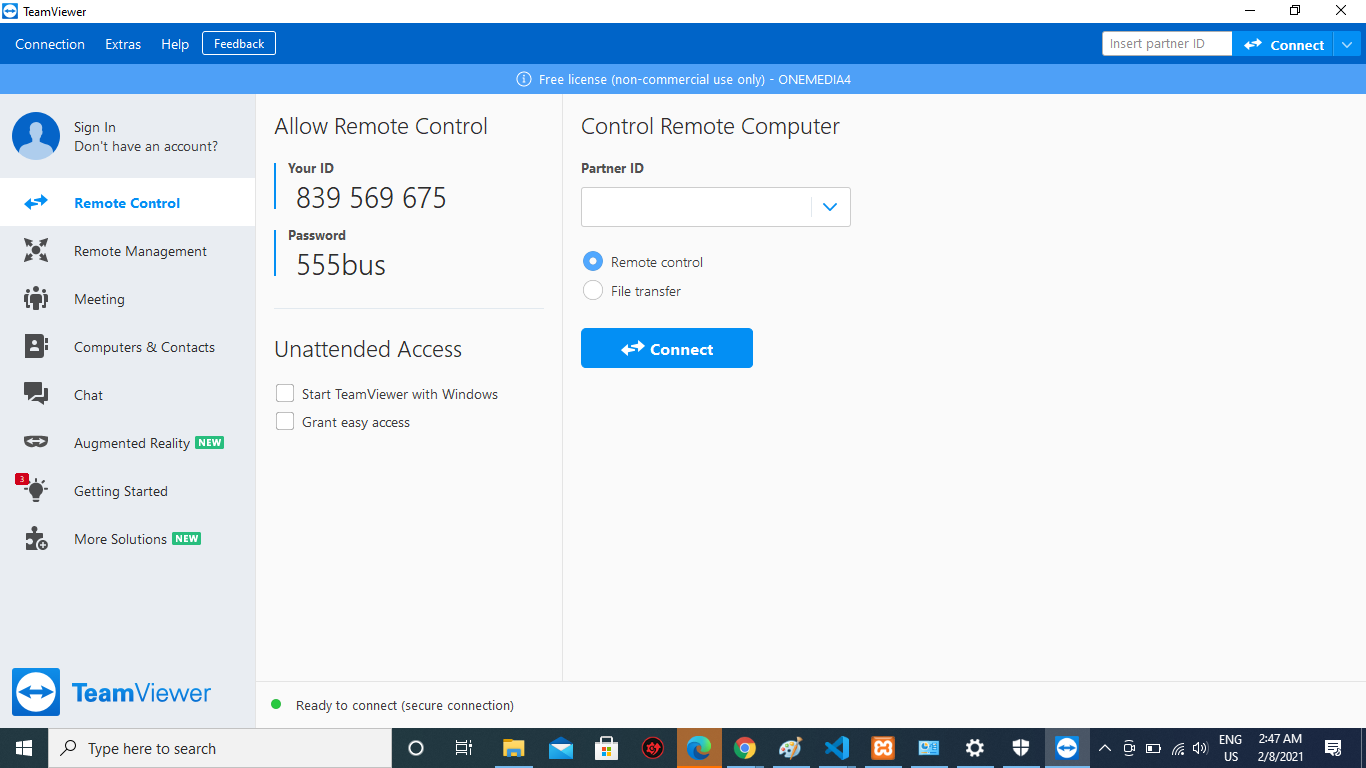 TeamViewer
Connection Extras Help Feedback
Insert partner ID Connect
Free license (non-commercial use only) - ONEMEDIA4
Sign In
Don't have an account?
Remote Control
Remote Management
Meeting
Computers & Contacts
Chat
Augmented Reality NEW
3
Getting Started
More Solutions NEW
TeamViewer
Allow Remote Control
Your ID
839 569 675
Password
555bus
Unattended Access
Start TeamViewer with Windows
Grant easy access
Control Remote Computer
Partner ID
Remote control
File transfer
Connect
Ready to connect (secure connection)
Type here to search
ENG
US
2:47 AM
2/8/2021